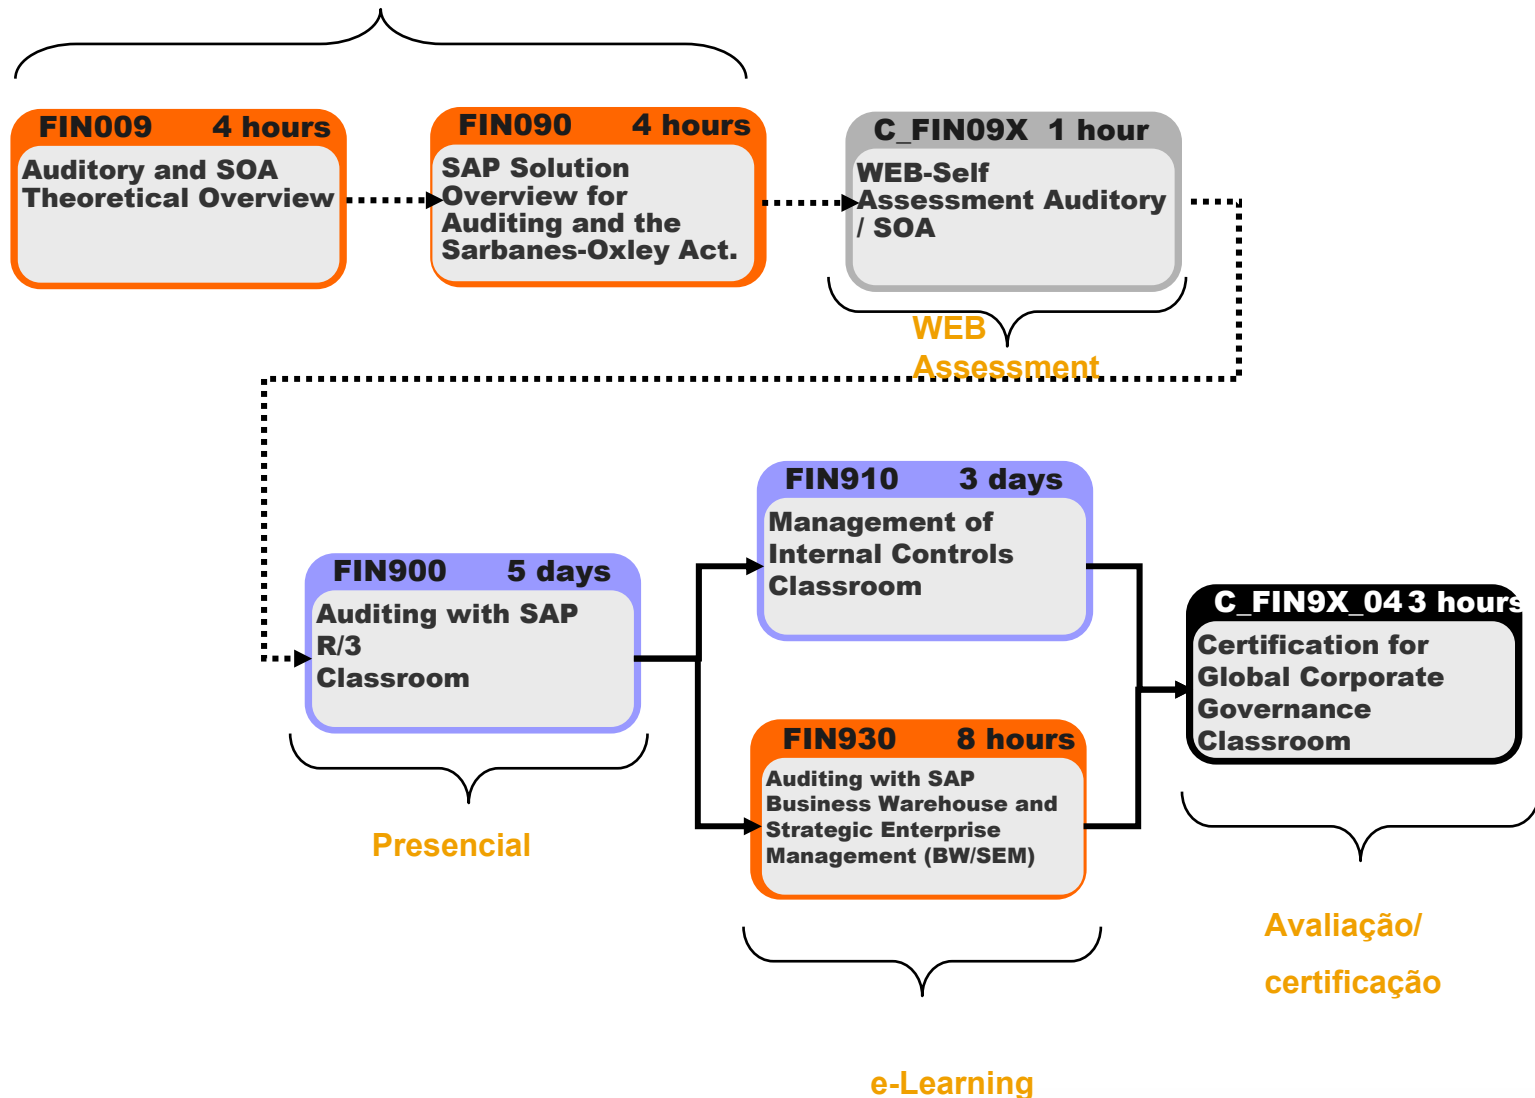 FIN009 4 hours
Auditory and SOA
Theoretical Overview
FIN090 4 hours
SAP Solution
Overview for
Auditing and the
Sarbanes-Oxley Act.
C_FIN09X 1 hour
WEB-Self
Assessment Auditory
/ SOA
WEB
Assessment
FIN900 5 days
Auditing with SAP
R/3
Classroom
Presencial
FIN910 3 days
Management of
Internal Controls
Classroom
FIN930 8 hours
Auditing with SAP
Business Warehouse and
Strategic Enterprise
Management (BW/SEM)
e-Learning
C_FIN9X_04 3 hours
Certification for
Global Corporate
Governance
Classroom
Avaliação/
certificação